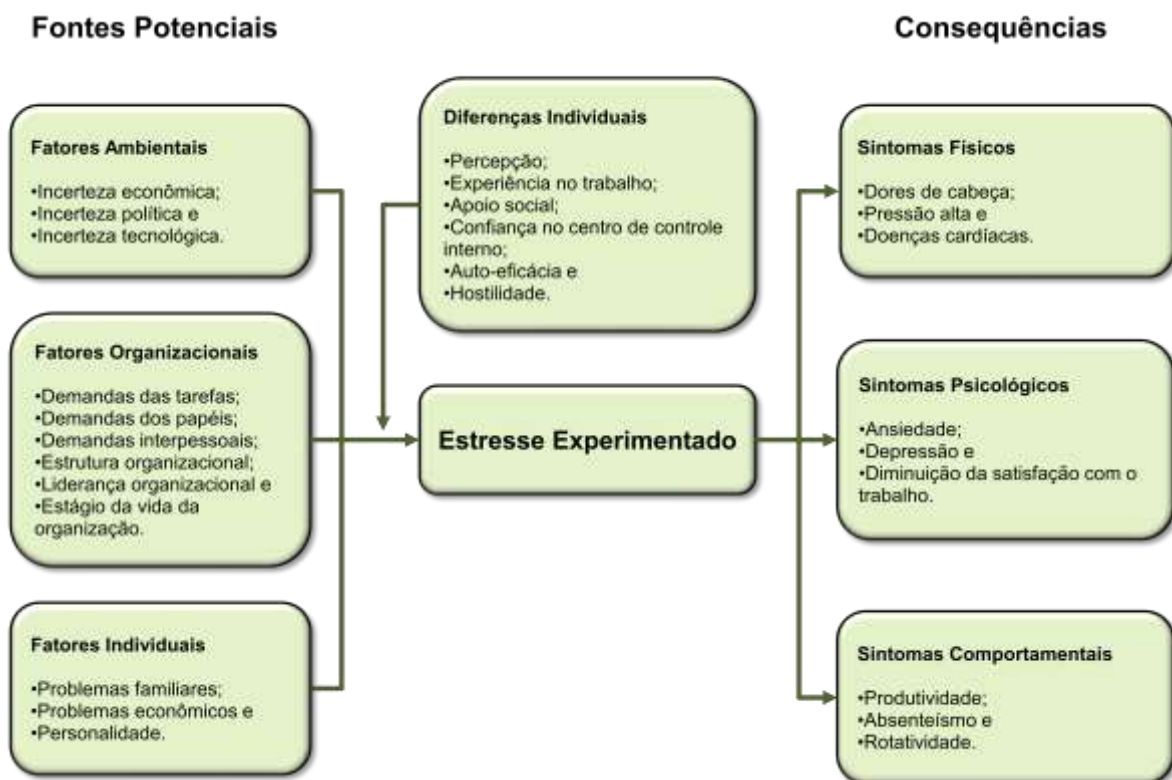 Fontes Potenciais
Consequências
Fatores Ambientais
•Incerteza econômica;
•Incerteza política e
•Incerteza tecnológica.
Fatores Organizacionais
•Demandas das tarefas;
•Demandas dos papéis;
•Demandas interpessoais;
•Estrutura organizacional;
•Liderança organizacional e
•Estágio da vida da
organização.
Fatores Individuais
•Problemas familiares;
•Problemas econômicos e
•Personalidade.
Diferenças Individuais
•Percepção;
•Experiência no trabalho;
•Apoio social;
•Confiança no centro de controle
interno;
•Auto-eficácia e
•Hostilidade.
Estresse Experimentado
Sintomas Físicos
•Dores de cabeça;
•Pressão alta e
•Doenças cardíacas.
Sintomas Psicológicos
•Ansiedade;
•Depressão e
•Diminuição da satisfação com o
trabalho.
Sintomas Comportamentais
•Produtividade;
•Absenteísmo e
•Rotatividade.